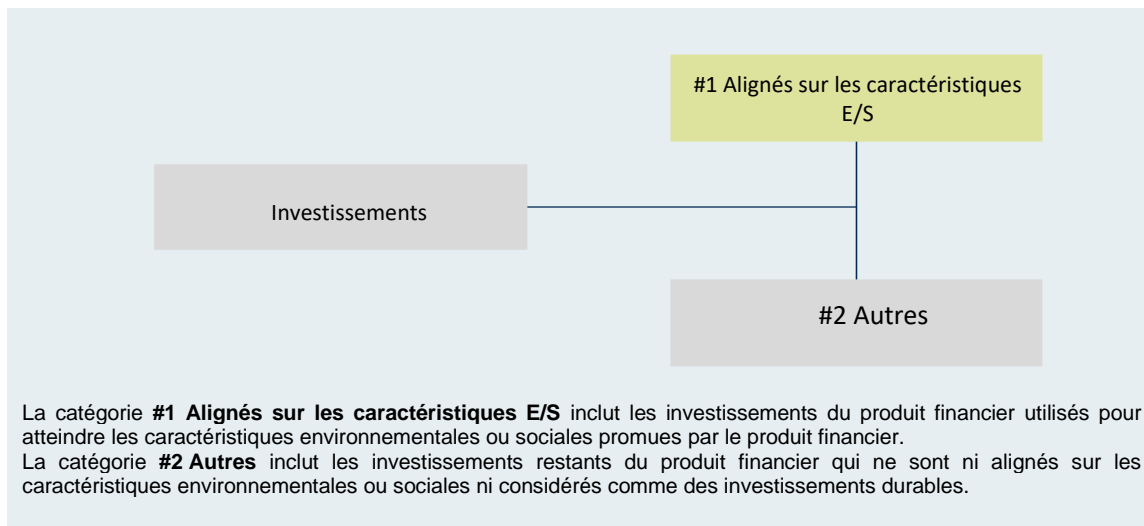 #1 Alignés sur les caractéristiques
E/S
Investissements
#2 Autres
La catégorie #1 Alignés sur les caractéristiques E/S inclut les investissements du produit financier utilisés pour
atteindre les caractéristiques environnementales ou sociales promues par le produit financier.
La catégorie #2 Autres inclut les investissements restants du produit financier qui ne sont ni alignés sur les
caractéristiques environnementales ou sociales ni considérés comme des investissements durables.